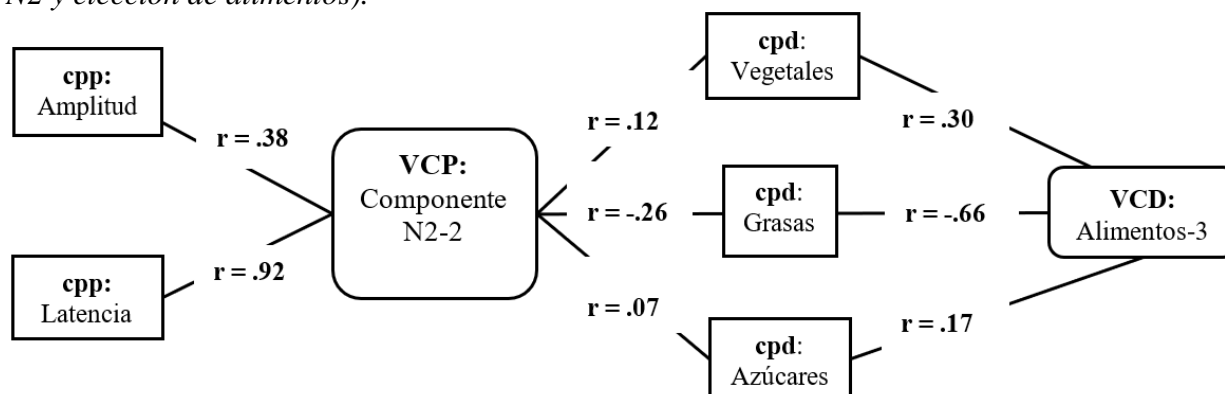 N2 y elección de alimentos).
cpp:
Amplitud
r = .38
cpp:
Latencia
r = .92
VCP:
Componente
N2-2
r = .12
r = -.26
r = .07
cpd:
Vegetales
cpd:
Grasas
cpd:
Azúcares
r = .30
r = -.66
r = .17
VCD:
Alimentos-3